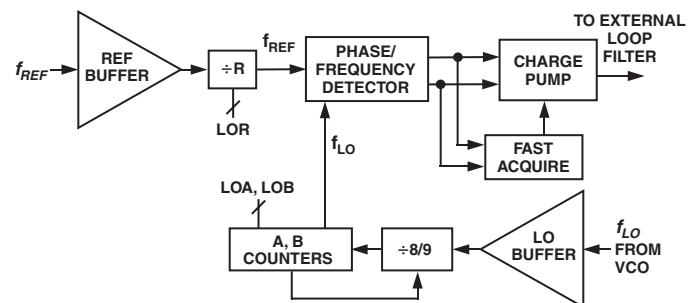 f_REF
REF
BUFFER
÷R
LOR
f_REF
PHASE/
FREQUENCY
DETECTOR
CHARGE
PUMP
TO EXTERNAL
LOOP
FILTER
FAST
ACQUIRE
f_LO
LOA, LOB
A, B
COUNTERS
÷8/9
LO
BUFFER
f_LO
FROM
VCO